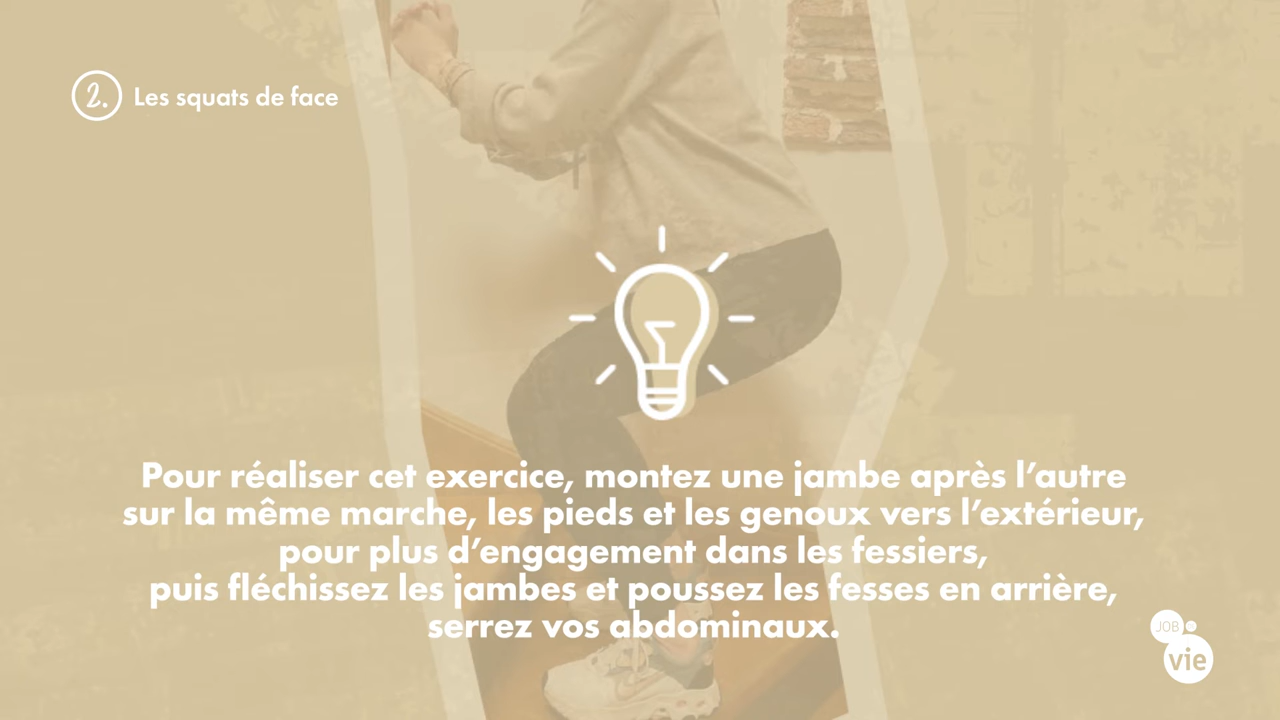 2. Les squats de face
Pour réaliser cet exercice, montez une jambe après l’autre
sur la même marche, les pieds et les genoux vers l’extérieur,
pour plus d’engagement dans les fessiers,
puis fléchissez les jambes et poussez les fesses en arrière,
serrez vos abdominaux.
JOB
vie